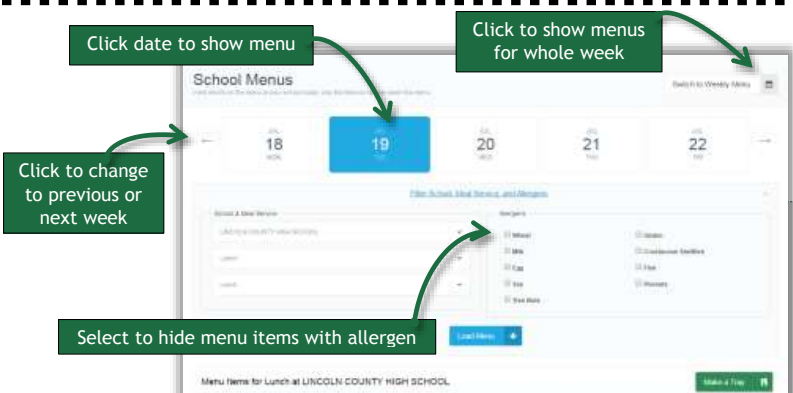 Click date to show menu
Click to show menus
for whole week
School Menus
Switch to Weekly Menu
18
MON
19
TUE
20
WED
21
THU
22
FRI
Click to change
to previous or
next week
Filter School, Meal Service, and Allergens
School & Meal Service
Allergens
LINCOLN COUNTY HIGH SCHOOL
Wheat
Milk
Lunch
Egg
Fish
Lunch
Soy
Peanuts
Tree Nuts
Select to hide menu items with allergen
Load Menu
Menu Items for Lunch at LINCOLN COUNTY HIGH SCHOOL
Make a Tray